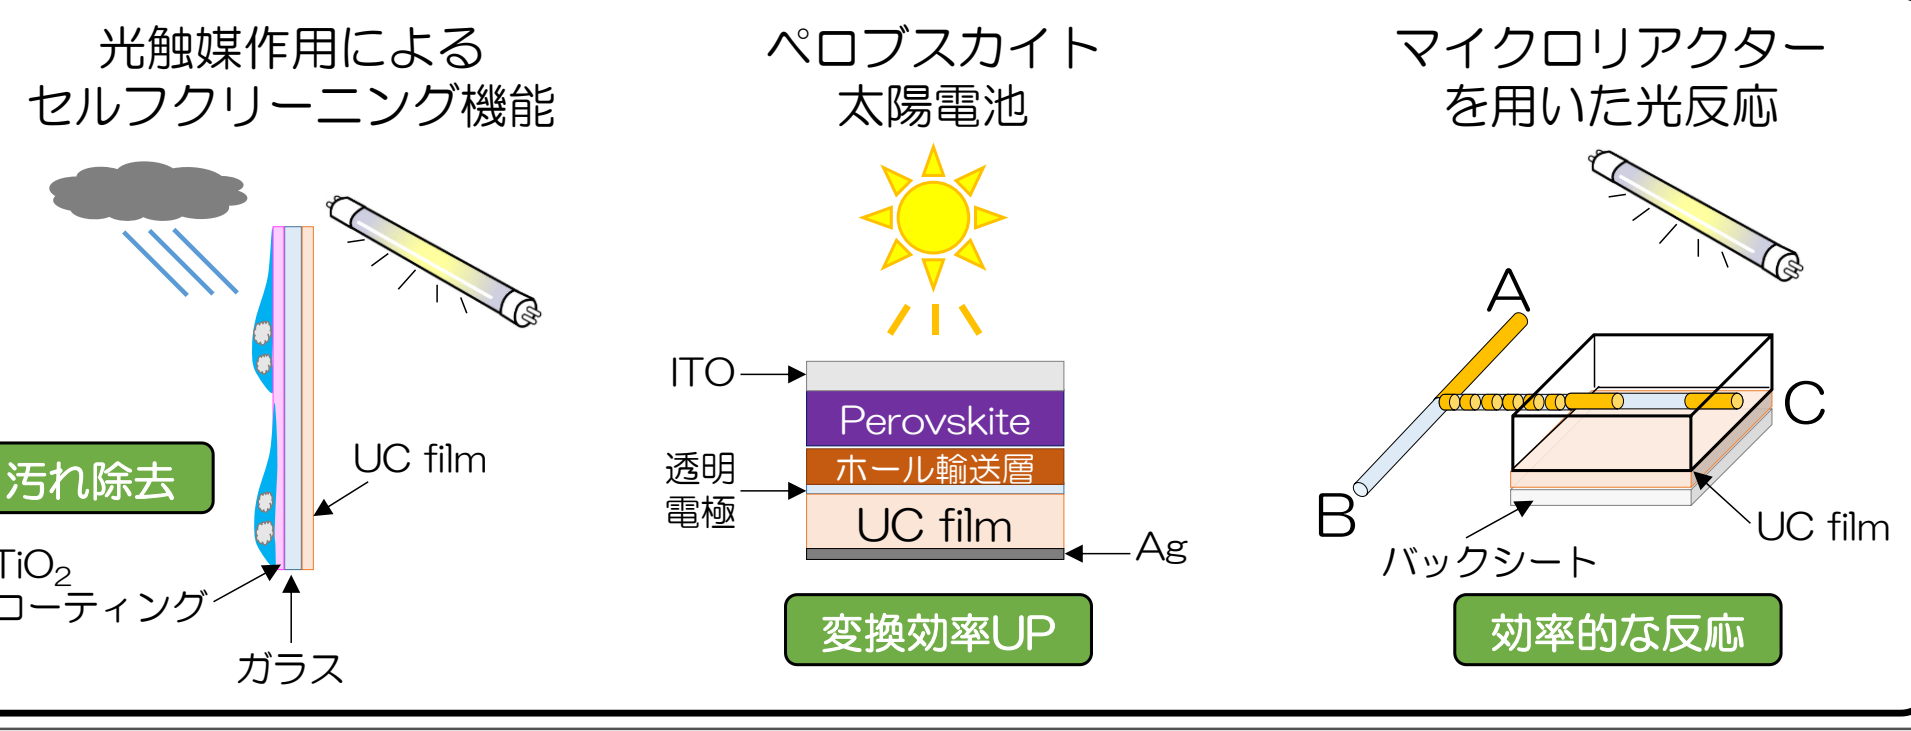 光触媒作用による
セルフクリーニング機能
汚れ除去
UC film
TiO₂
コーティング
ガラス
ペロブスカイト
太陽電池
ITO
Perovskite
ホール輸送層
透明
電極
UC film
Ag
変換効率UP
マイクロリアクター
を用いた光反応
A
B
C
UC film
バックシート
効率的な反応